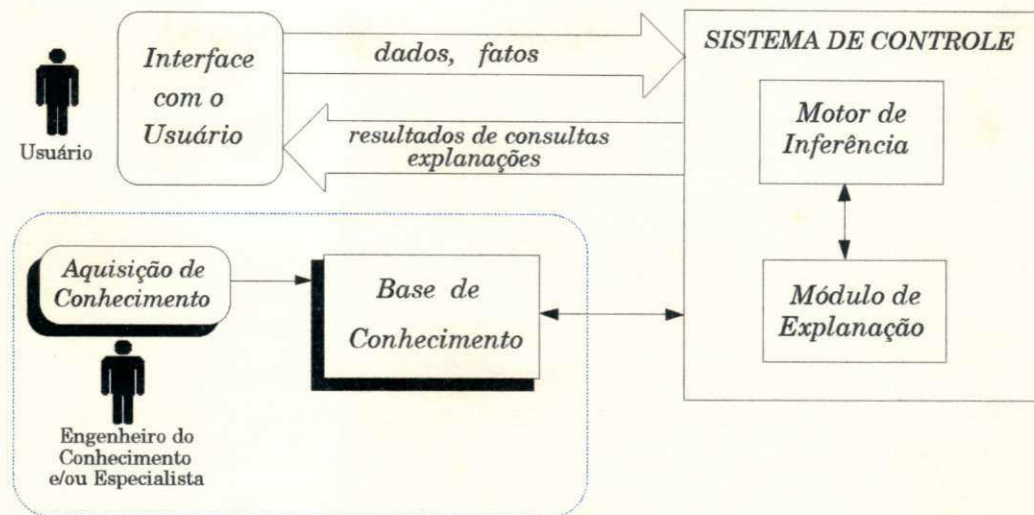 Interface
com o
Usuário
Usuário
dados, fatos
resultados de consultas
explanações
SISTEMA DE CONTROLE
Motor de
Inferência
Módulo de
Explanação
Aquisição de
Conhecimento
Base de
Conhecimento
Engenheiro do
Conhecimento
e/ou Especialista